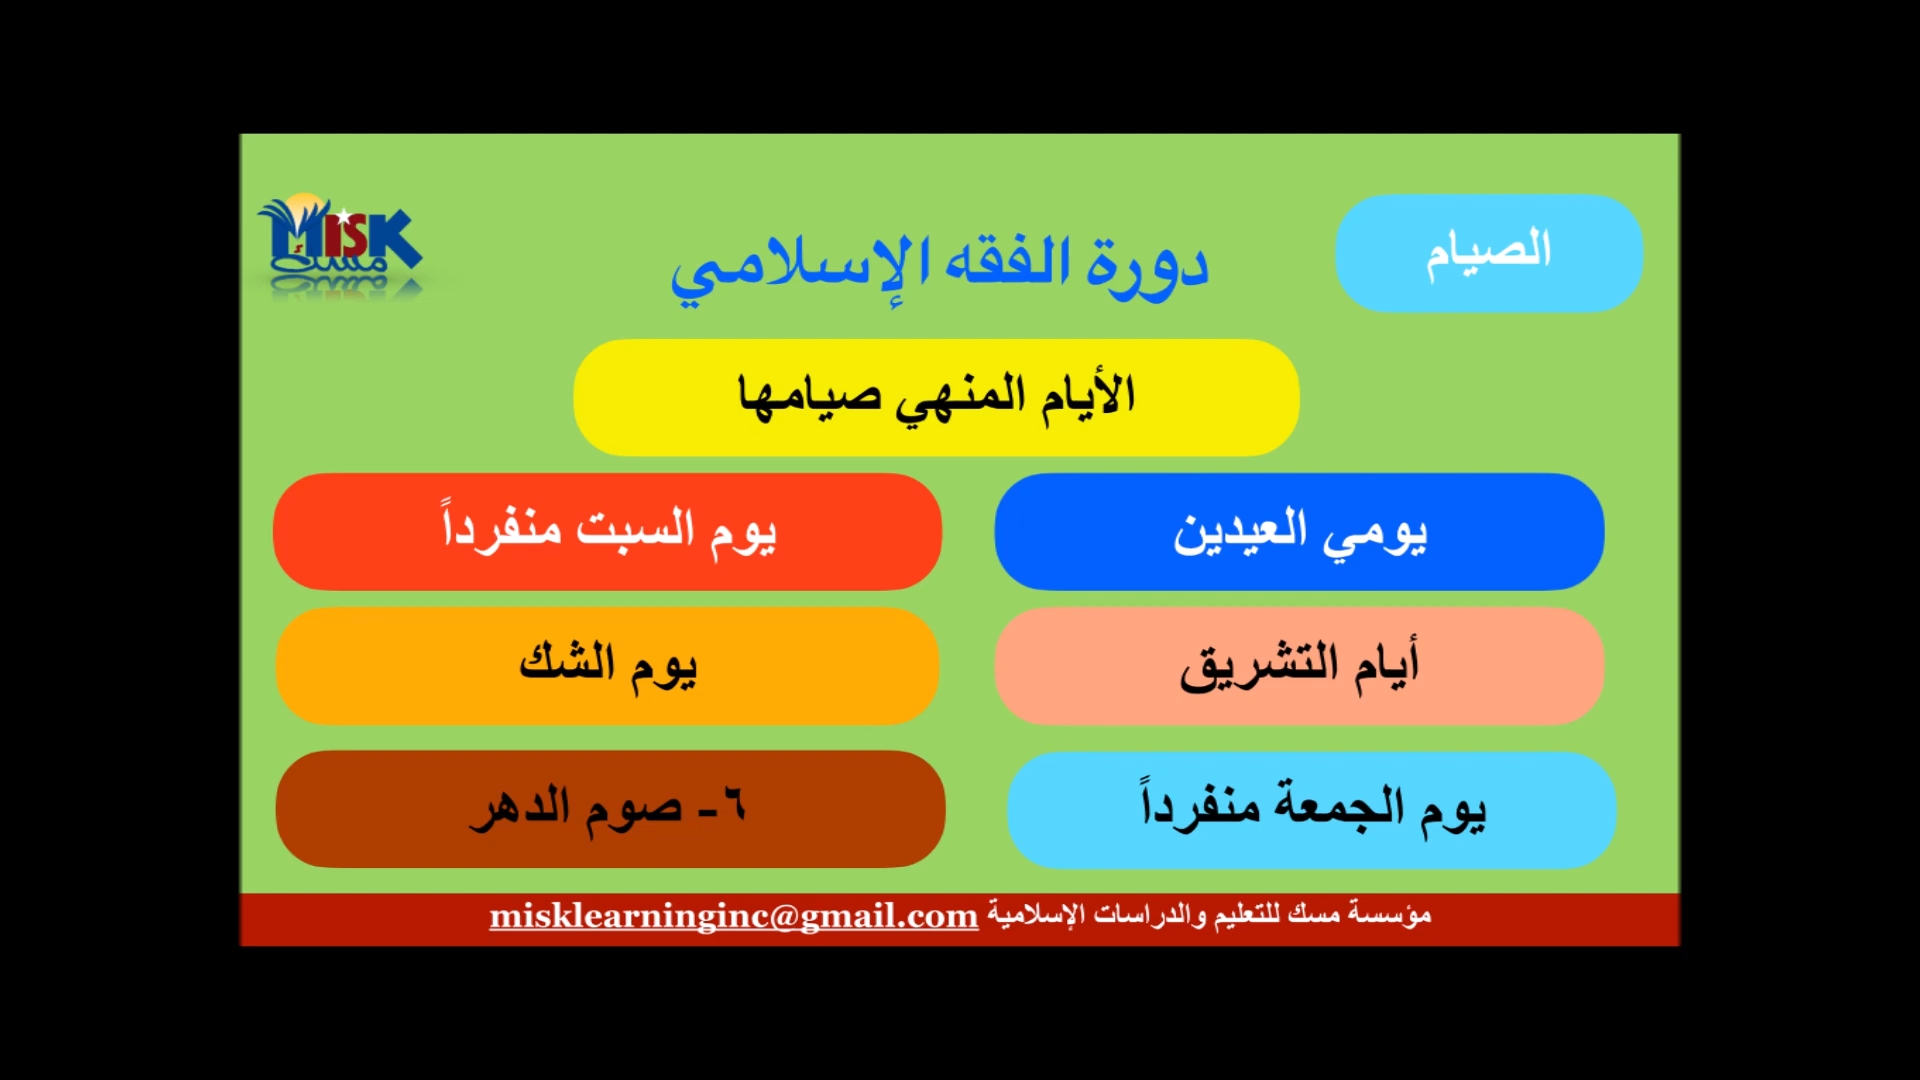 الصيام
MISK
مسك
دورة الفقه الإسلامي
الأيام المنهي صيامها
يومي العيدين
يوم السبت منفرداً
أيام التشريق
يوم الشك
يوم الجمعة منفرداً
٦- صوم الدهر
مؤسسة مسك للتعليم والدراسات الإسلامية misklearninginc@gmail.com